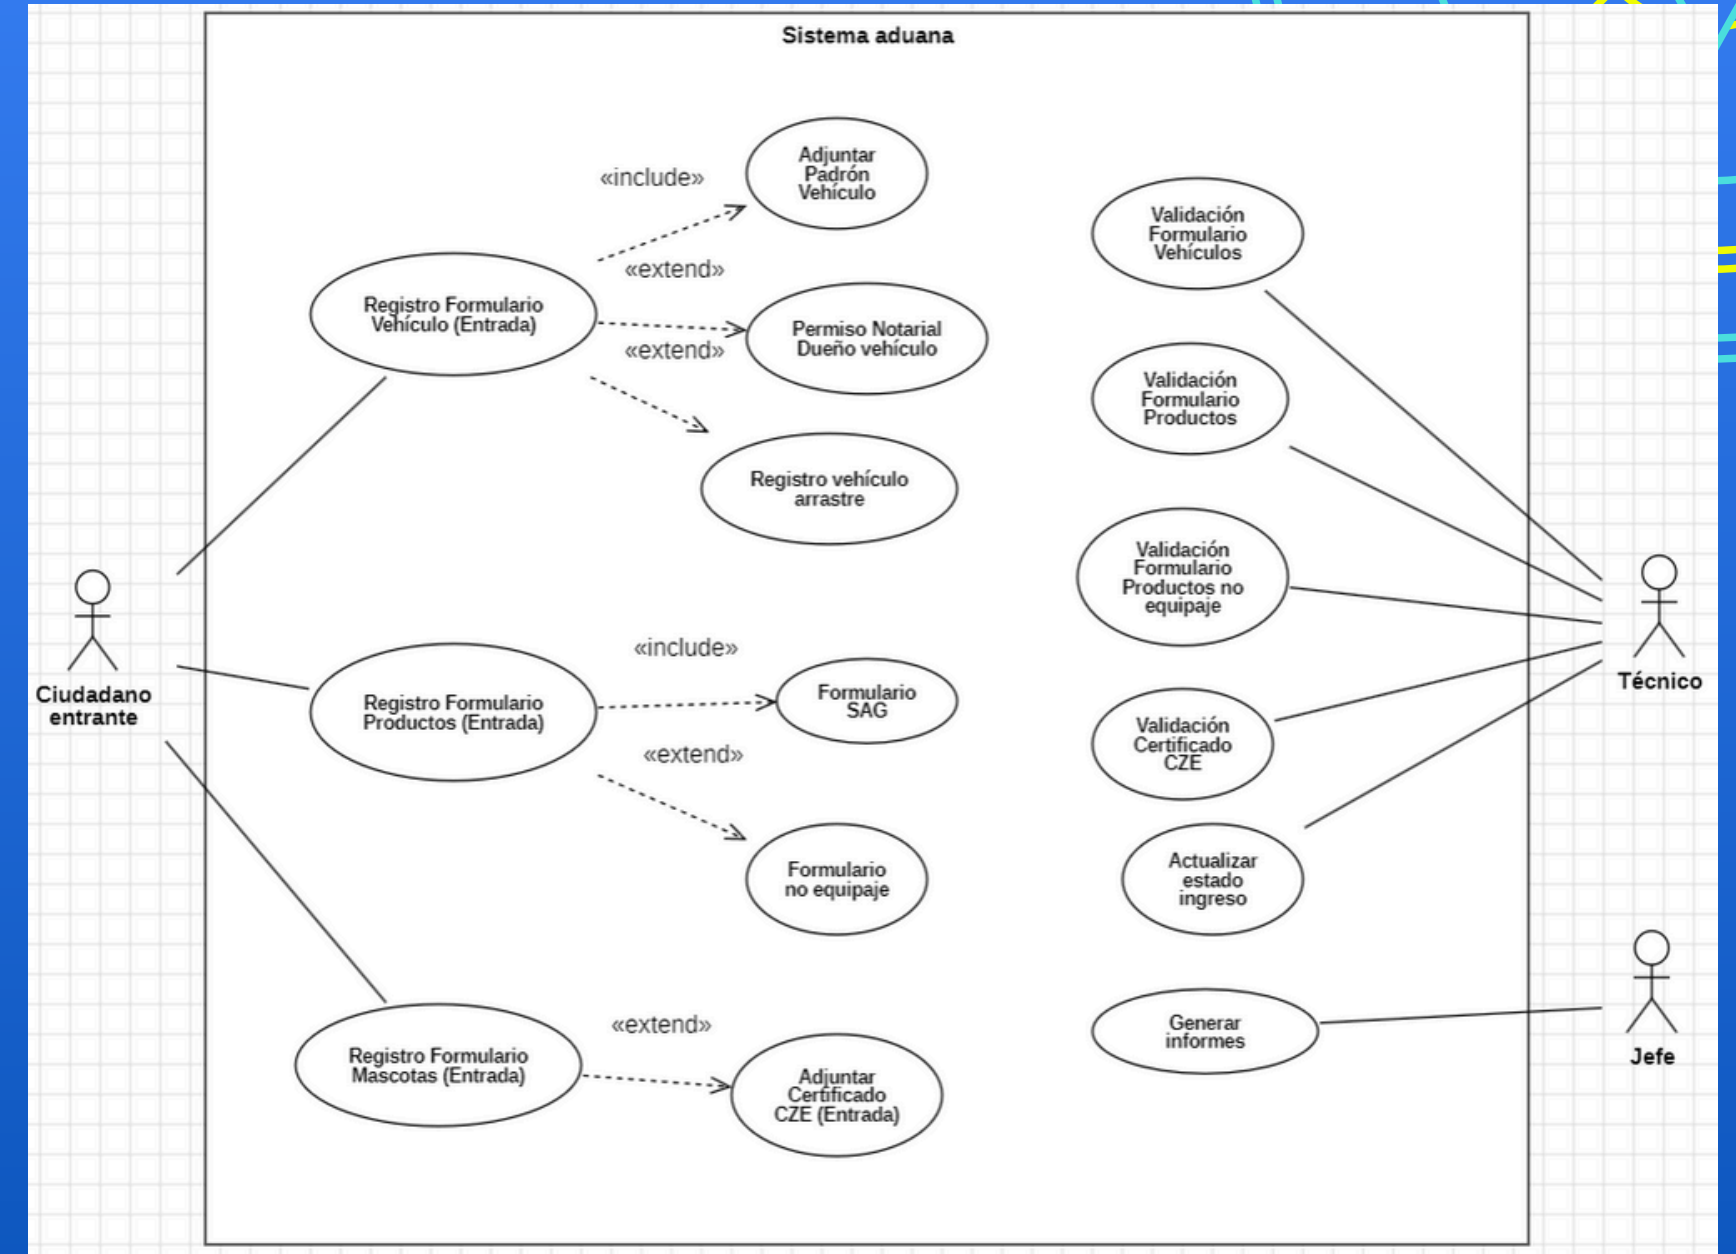 Sistema aduana
«include»
Adjuntar
Padrón
Vehículo
«extend»
Registro Formulario
Vehículo (Entrada)
Permiso Notarial
Dueño vehículo
«extend»
Registro vehículo
arrastre
Ciudadano
entrante
«include»
Registro Formulario
Productos (Entrada)
Formulario
SAG
«extend»
Formulario
no equipaje
«extend»
Registro Formulario
Mascotas (Entrada)
Adjuntar
Certificado
CZE (Entrada)
Validación
Formulario
Vehículos
Validación
Formulario
Productos
Validación
Formulario
Productos no
equipaje
Validación
Certificado
CZE
Actualizar
estado
ingreso
Generar
informes
Técnico
Jefe